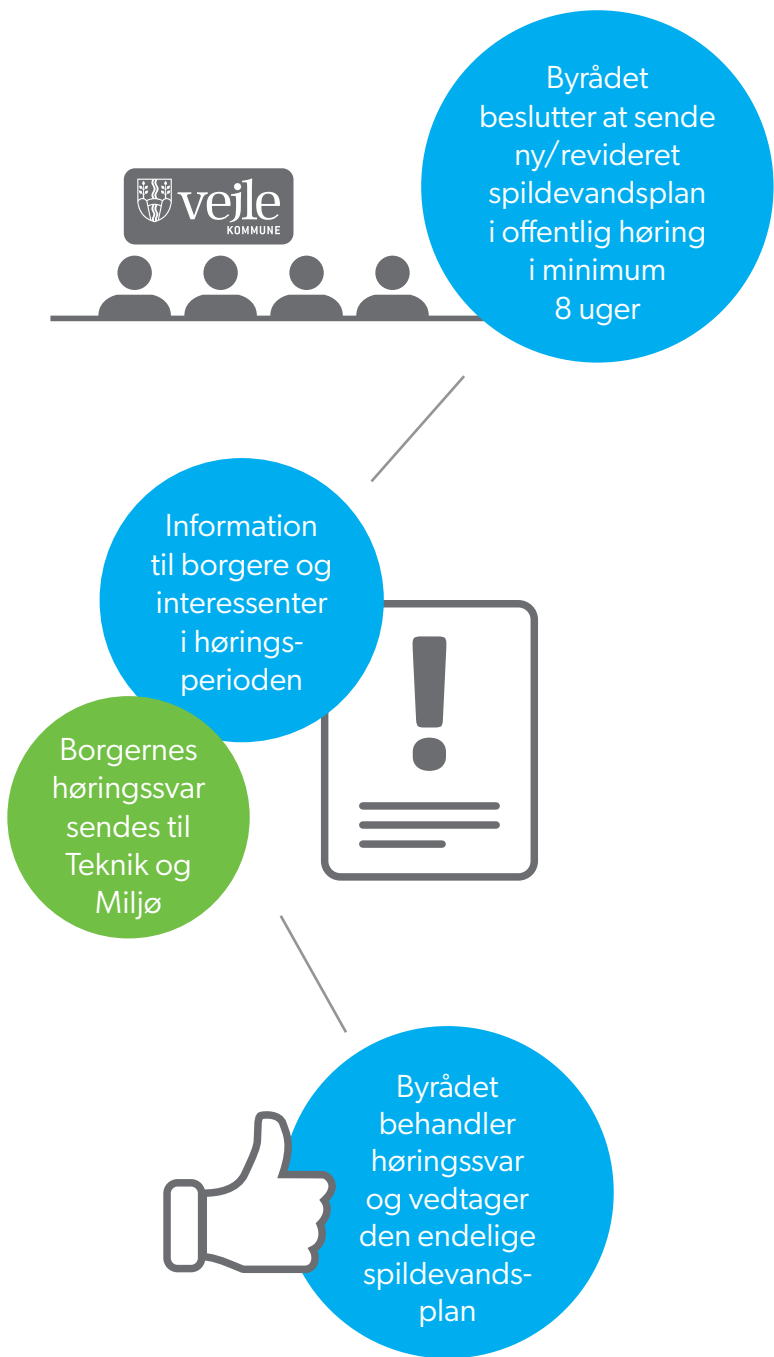 Byrådet
beslutter at sende
ny/revideret
spildevandsplan
i offentlig høring
i minimum
8 uger
vejle
KOMMUNE
Information
til borgere og
interessenter
i hørings-
perioden
Borgernes
høringssvar
sendes til
Teknik og
Miljø
Byrådet
behandler
høringssvar
og vedtager
den endelige
spildevands-
plan